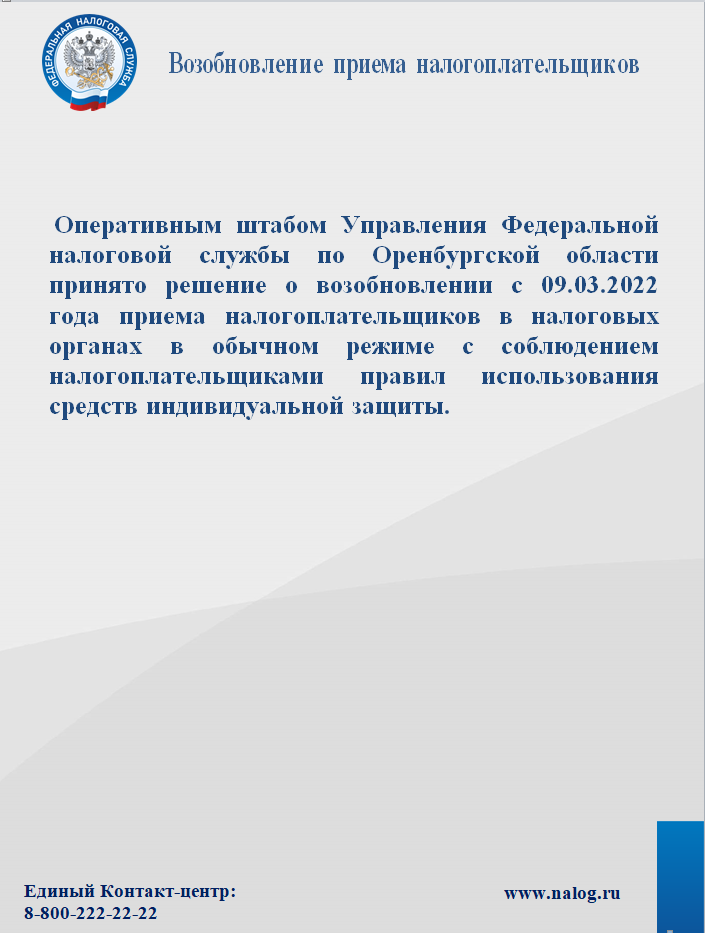 ФЕДЕРАЛЬНАЯ НАЛОГОВАЯ СЛУЖБА
Возобновление приема налогоплательщиков
Оперативным штабом Управления Федеральной
налоговой службы по Оренбургской области
принято решение о возобновлении с 09.03.2022
года приема налогоплательщиков в налоговых
органах в обычном режиме с соблюдением
налогоплательщиками правил использования
средств индивидуальной защиты.
Единый Контакт-центр:
8-800-222-22-22
www.nalog.ru